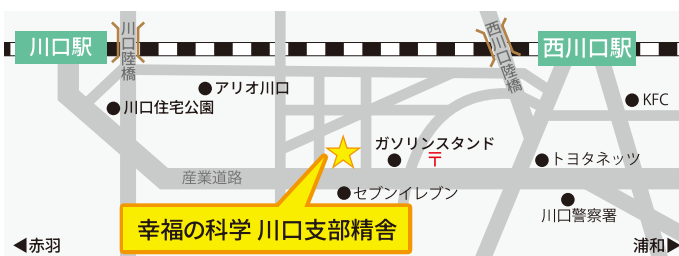 川口駅
川口陸橋
西川口陸橋
西川口駅
アリオ川口
KFC
川口住宅公園
ガソリンスタンド
〒
トヨタネッツ
産業道路
セブンイレブン
川口警察署
幸福の科学 川口支部精舎
◀赤羽
浦和▶